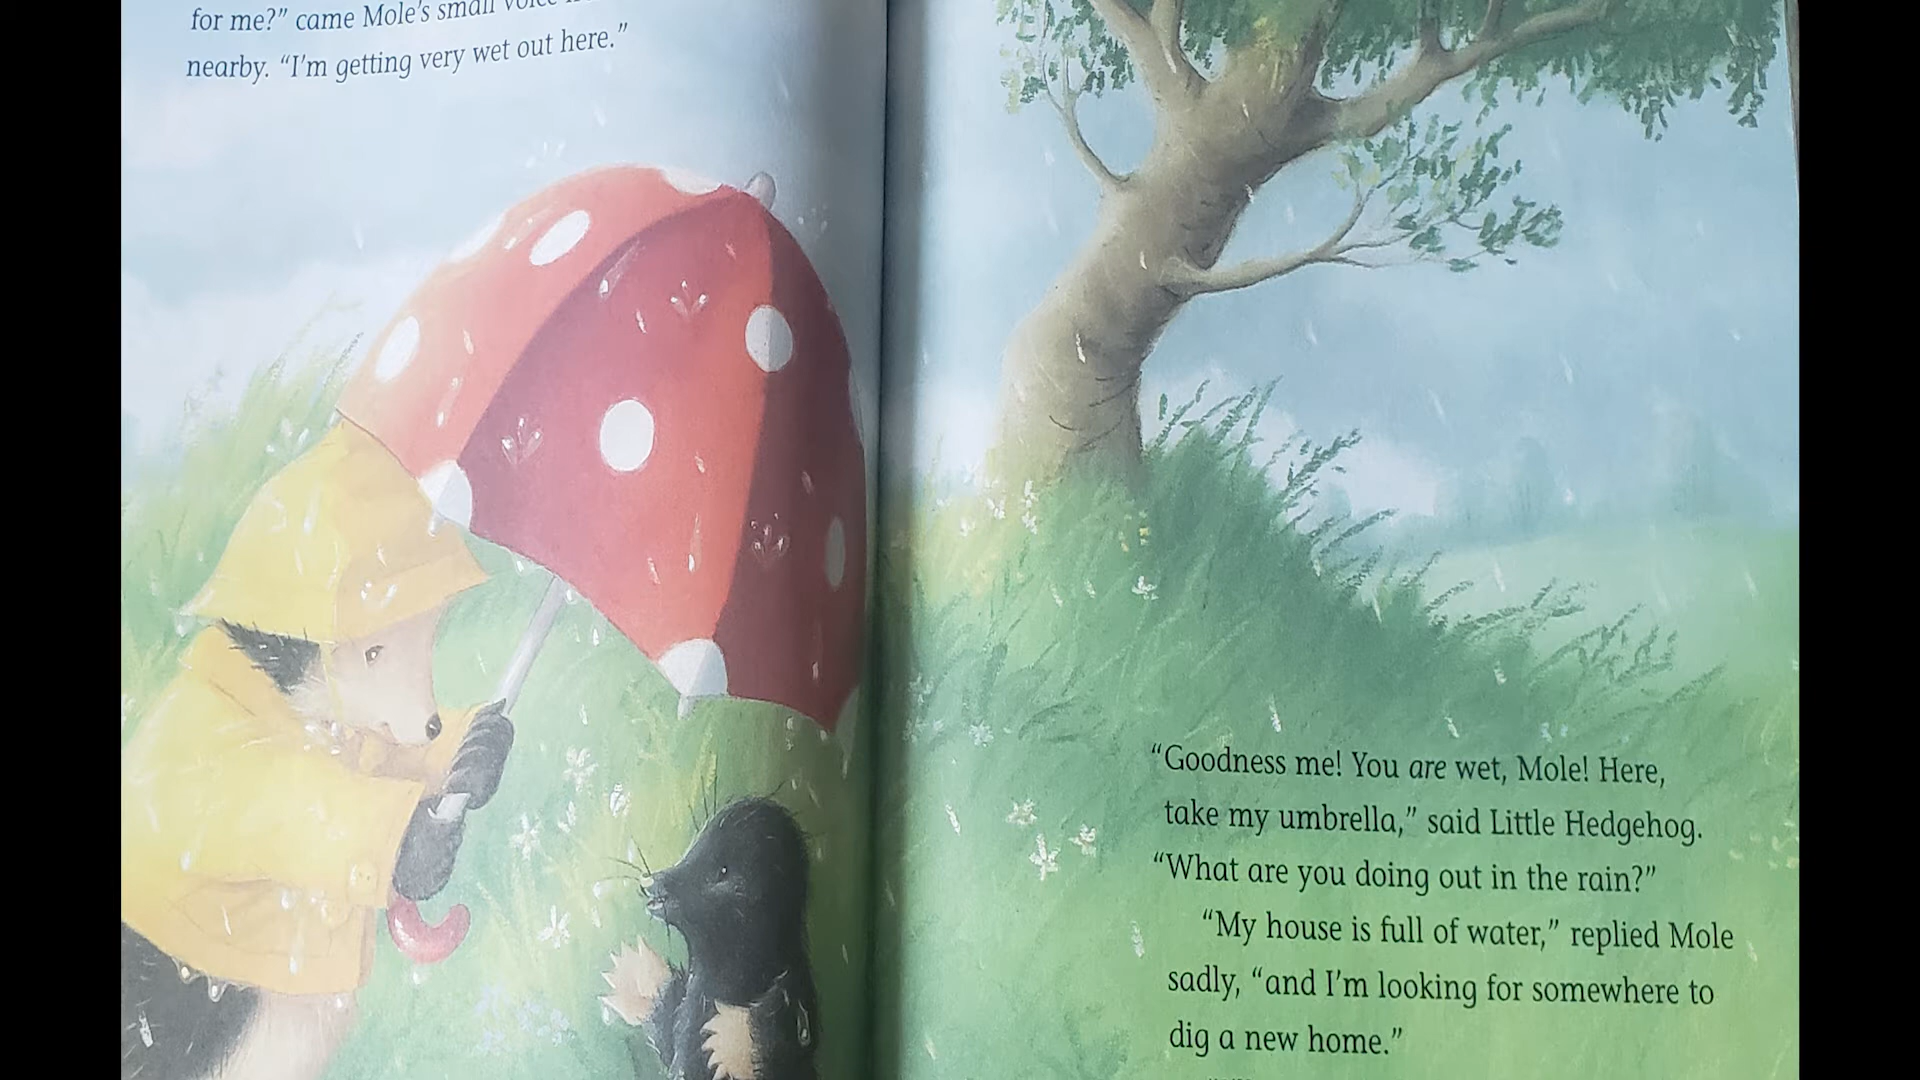 for me?” came Mole’s small voice
nearby. “I’m getting very wet out here.”
“Goodness me! You are wet, Mole! Here,
take my umbrella,” said Little Hedgehog.
“What are you doing out in the rain?”
“My house is full of water,” replied Mole
sadly, “and I’m looking for somewhere to
dig a new home.”